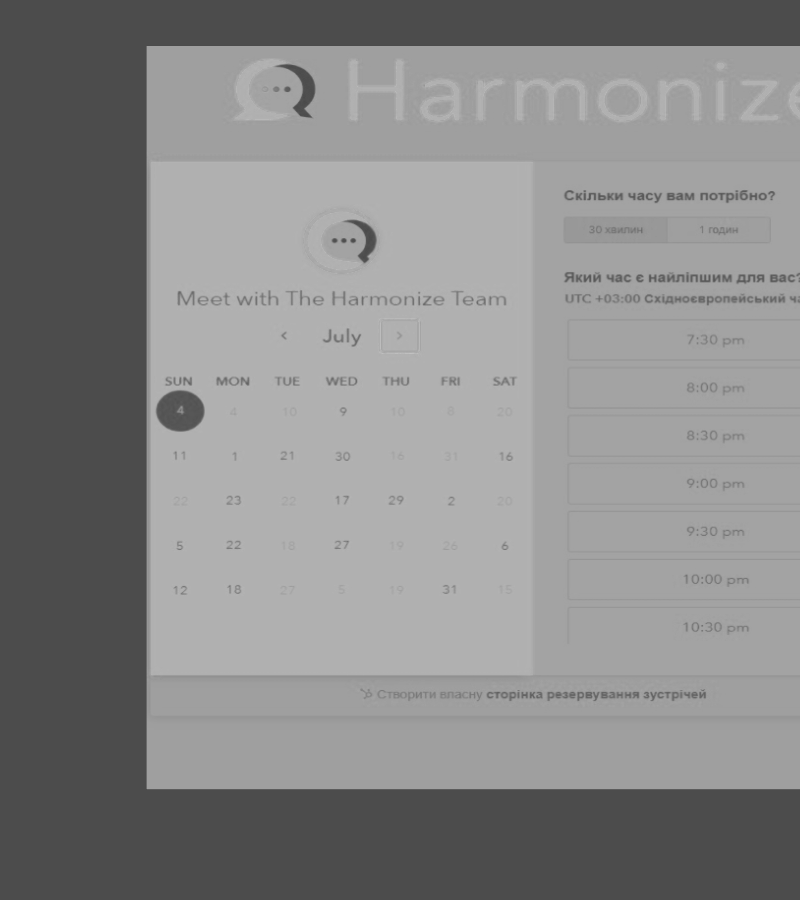 Harmonize
Meet with The Harmonize Team
< July >
SUN MON TUE WED THU FRI SAT
4 4 10 9 10 8 20
11 1 21 30 16 31 16
22 23 22 17 29 2 20
5 22 18 27 19 26 6
12 18 27 5 19 31 15
Скільки часу вам потрібно?
30 хвилин 1 годин
Який час є найліпшим для вас?
UTC +03:00 Східноєвропейський
7:30 pm
8:00 pm
8:30 pm
9:00 pm
9:30 pm
10:00 pm
10:30 pm
Створити власну сторінка резервування зустрічей